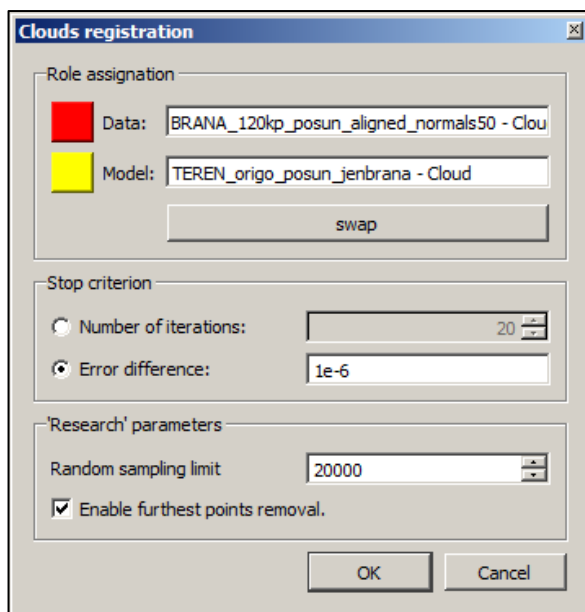 Clouds registration
Role assignation
Data: BRANA_120kp_posun_aligned_normals50 - Clou
Model: TEREN_origo_posun_jenbrana - Cloud
swap
Stop criterion
Number of iterations: 20
Error difference: 1e-6
'Research' parameters
Random sampling limit 20000
Enable furthest points removal.
OK Cancel